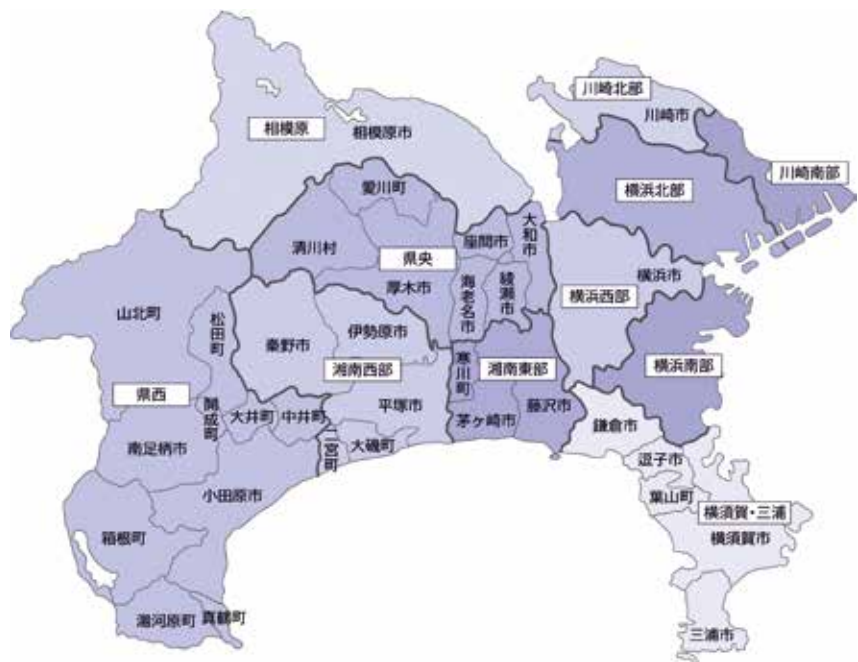 川崎北部
川崎市
相模原
相模原市
川崎南部
横浜北部
愛川町
大和市
座間市
清川村
県央
厚木市
海老名市
綾瀬市
横浜市
横浜西部
山北町
松田町
秦野市
伊勢原市
寒川町
湘南西部
湘南東部
横浜南部
県西
開成町
大井町
中井町
平塚市
茅ヶ崎市
藤沢市
鎌倉市
二宮町
大磯町
南足柄市
逗子市
小田原市
葉山町
横須賀・三浦
横須賀市
箱根町
湯河原町
真鶴町
三浦市